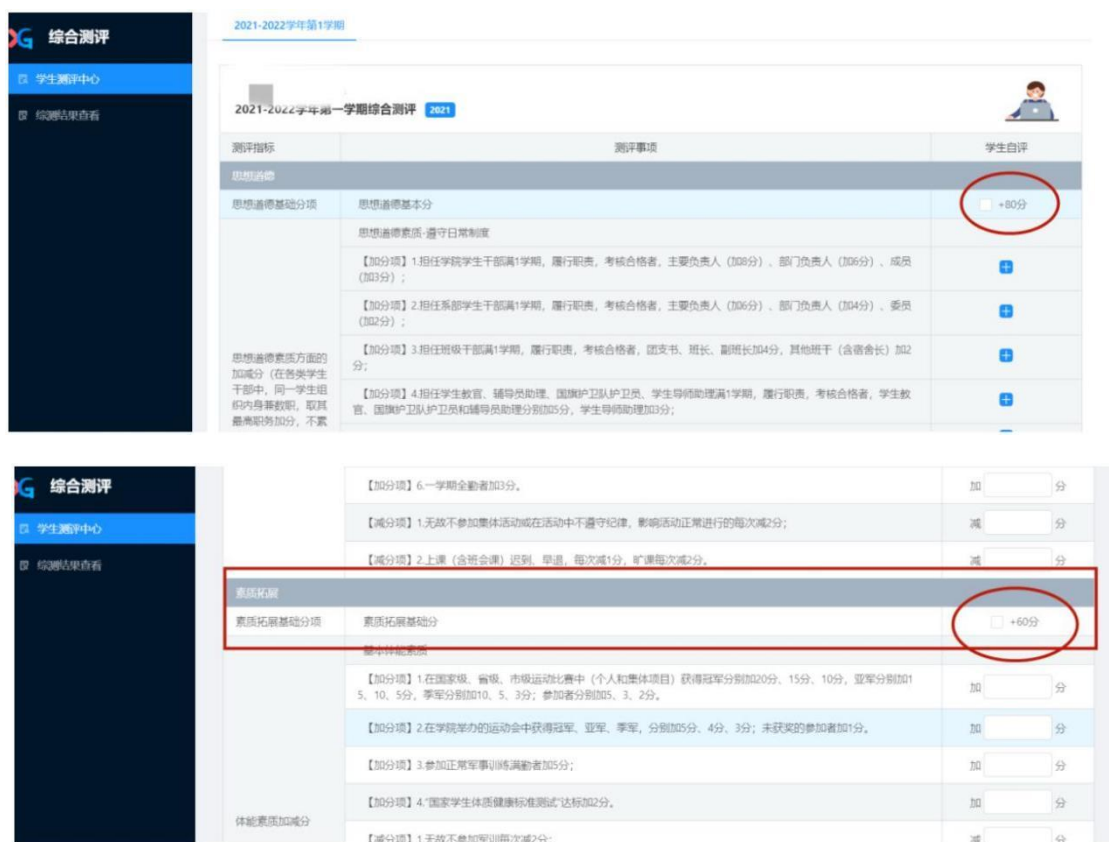 2021-2022学年第1学期
综合测评
学生测评中心
综测结果查看
2021-2022学年第一学期综合测评 2021
测评指标 测评事项 学生自评
思想道德
思想道德基础分项 思想道德基本分 +80分
思想道德素质-遵守日常制度
【加分项】1.担任学院学生干部满1学期，履行职责，考核合格者，主要负责人（加8分）、部门负责人（加6分）、成员
（加3分）；
【加分项】2.担任系部学生干部满1学期，履行职责，考核合格者，主要负责人（加6分）、部门负责人（加4分）、委员
（加2分）；
【加分项】3.担任班级干部满1学期，履行职责，考核合格者，团支书、班长、副班长加4分，其他班干（含宿舍长）加2
分；
【加分项】4.担任学生教官、辅导员助理、国旗护卫队护卫员、学生导师助理满1学期，履行职责，考核合格者，学生教
官、国旗护卫队护卫员和辅导员助理分别加5分，学生导师助理加3分；
思想道德素质方面的
加减分（在各类学生
干部中，同一学生组
织内身兼数职，取其
最高职务加分，不累
综合测评
学生测评中心
综测结果查看
【加分项】6.一学期全勤者加3分。 加 分
【减分项】1.无故不参加集体活动或在活动中不遵守纪律，影响活动正常进行的每次减2分； 减 分
【减分项】2.上课（含班会课）迟到、早退，每次减1分，旷课每次减2分。 减 分
素质拓展
素质拓展基础分项 素质拓展基础分 +60分
基本体能素质
【加分项】1.在国家级、省级、市级运动比赛中（个人和集体项目）获得冠军分别加20分、15分、10分，亚军分别加1
5、10、5分，季军分别加10、5、3分；参加者分别加5、3、2分。 加 分
【加分项】2.在学院举办的运动会中获得冠军、亚军、季军，分别加5分、4分、3分；未获奖的参加者加1分。 加 分
【加分项】3.参加正常军事训练满勤者加5分； 加 分
【加分项】4."国家学生体质健康标准测试"达标加2分。 加 分
体能素质加减分
【减分项】1.无故不参加军训每次减2分； 减 分